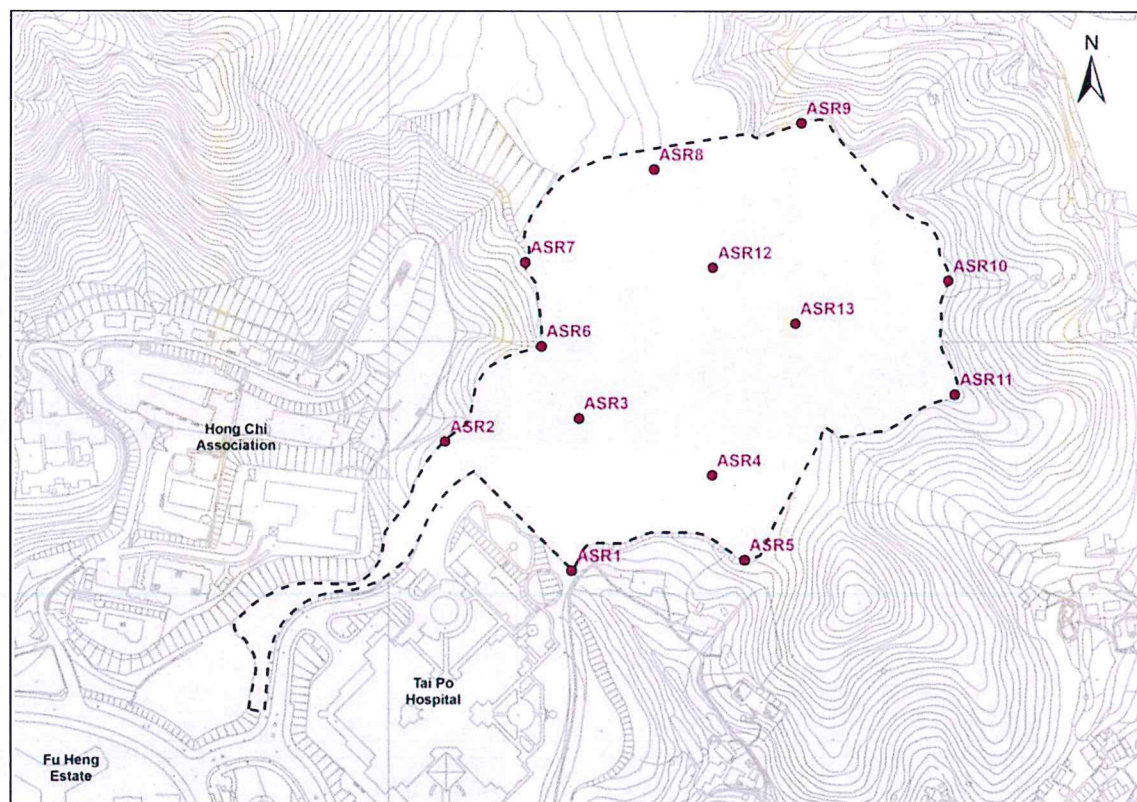 N
ASR9
ASR8
ASR7
ASR12
ASR10
ASR13
ASR6
ASR11
ASR3
ASR2
Hong Chi
Association
ASR4
ASR5
ASR1
Tai Po
Hospital
Fu Heng
Estate